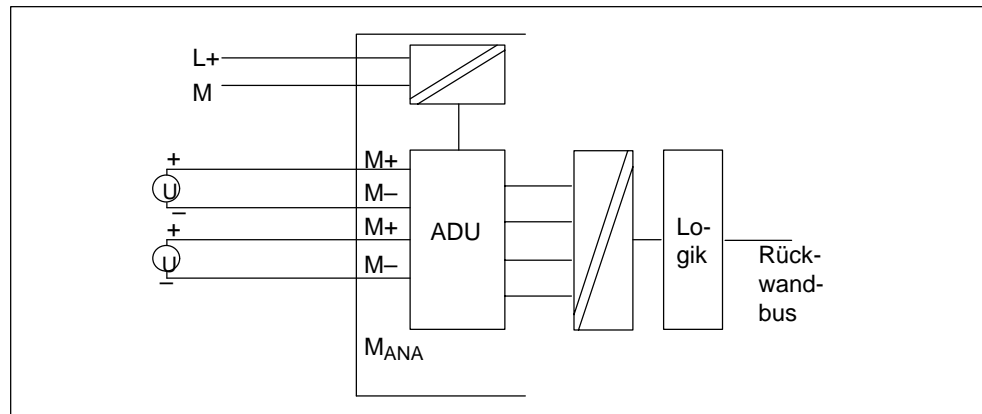 L+
M
+
M+
U
M–
–
+
M+
U
M–
–
ADU
Lo-
gik
Rück-
wand-
bus
MANA